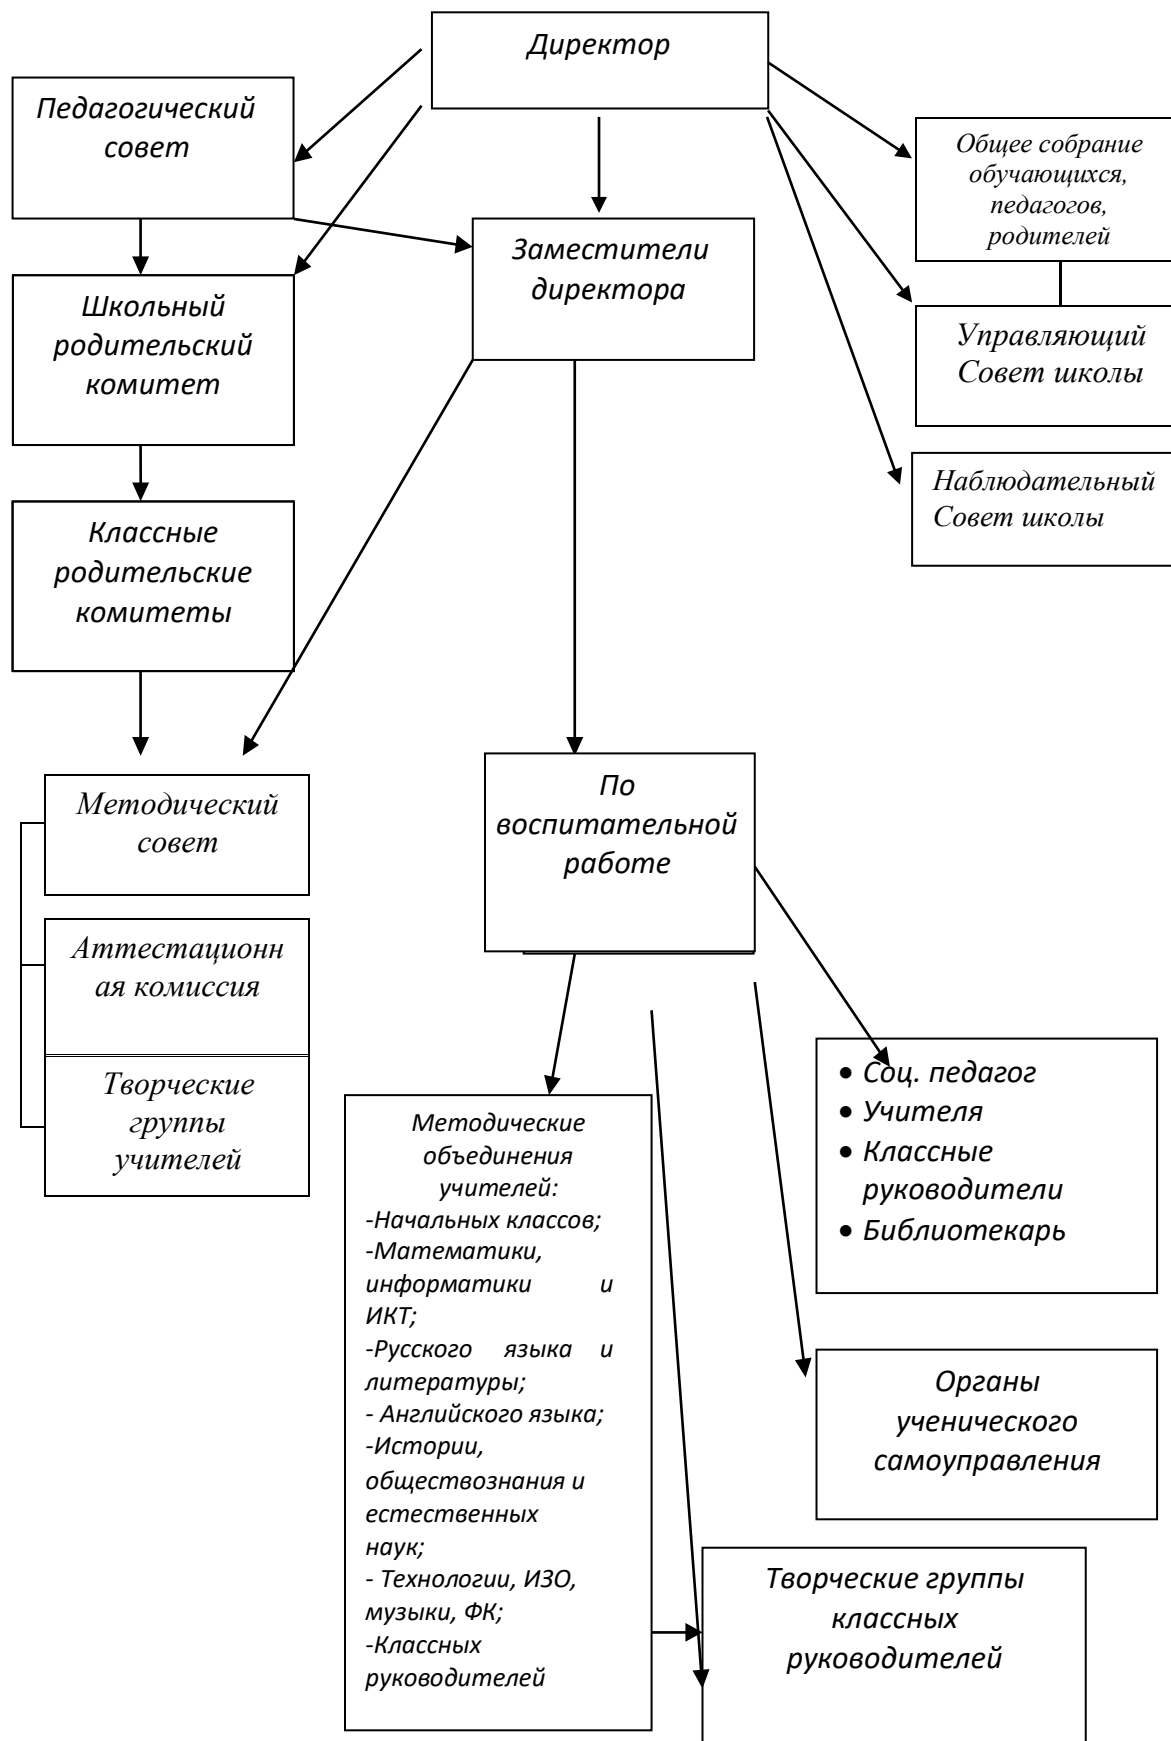 Директор
Педагогический
совет
Общее собрание
обучающихся,
педагогов,
родителей
Заместители
директора
Школьный
родительский
комитет
Управляющий
Совет школы
Наблюдательный
Совет школы
Классные
родительские
комитеты
По
воспитательной
работе
Методический
совет
Аттестационн
ая комиссия
Творческие
группы
учителей
• Соц. педагог
• Учителя
• Классные
руководители
• Библиотекарь
Методические
объединения
учителей:
-Начальных классов;
-Математики,
информатики и
ИКТ;
-Русского языка и
литературы;
- Английского языка;
-Истории,
обществознания и
естественных
наук;
- Технологии, ИЗО,
музыки, ФК;
-Классных
руководителей
Органы
ученического
самоуправления
Творческие группы
классных
руководителей